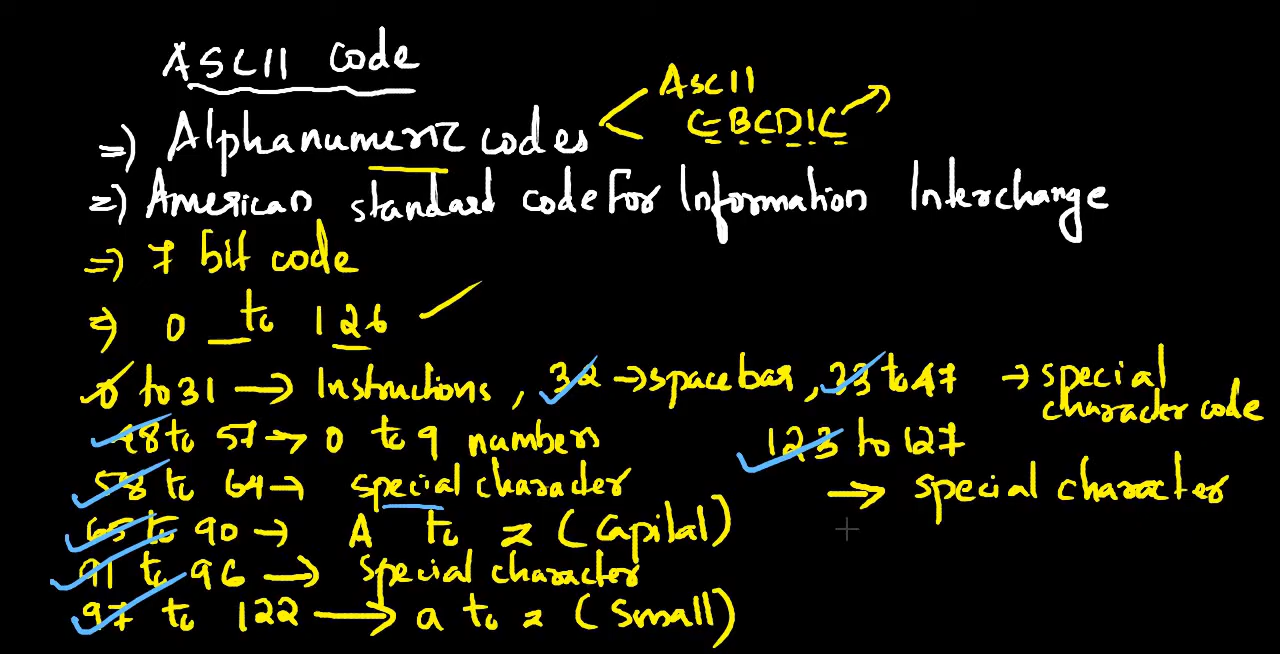 ASCII code
=> Alphanumeric codes < ASCII
EBCDIC
=> American standard code For Information Interchange
=> 7 bit code
=> 0 to 126
0 to 31 → Instructions, 32 → space bar, 33 to 47 → special character code
48 to 57 → 0 to 9 numbers
123 to 127 → special character
58 to 64 → special character
65 to 90 → A to z (Capital)
91 to 96 → special character
97 to 122 → a to z (Small)